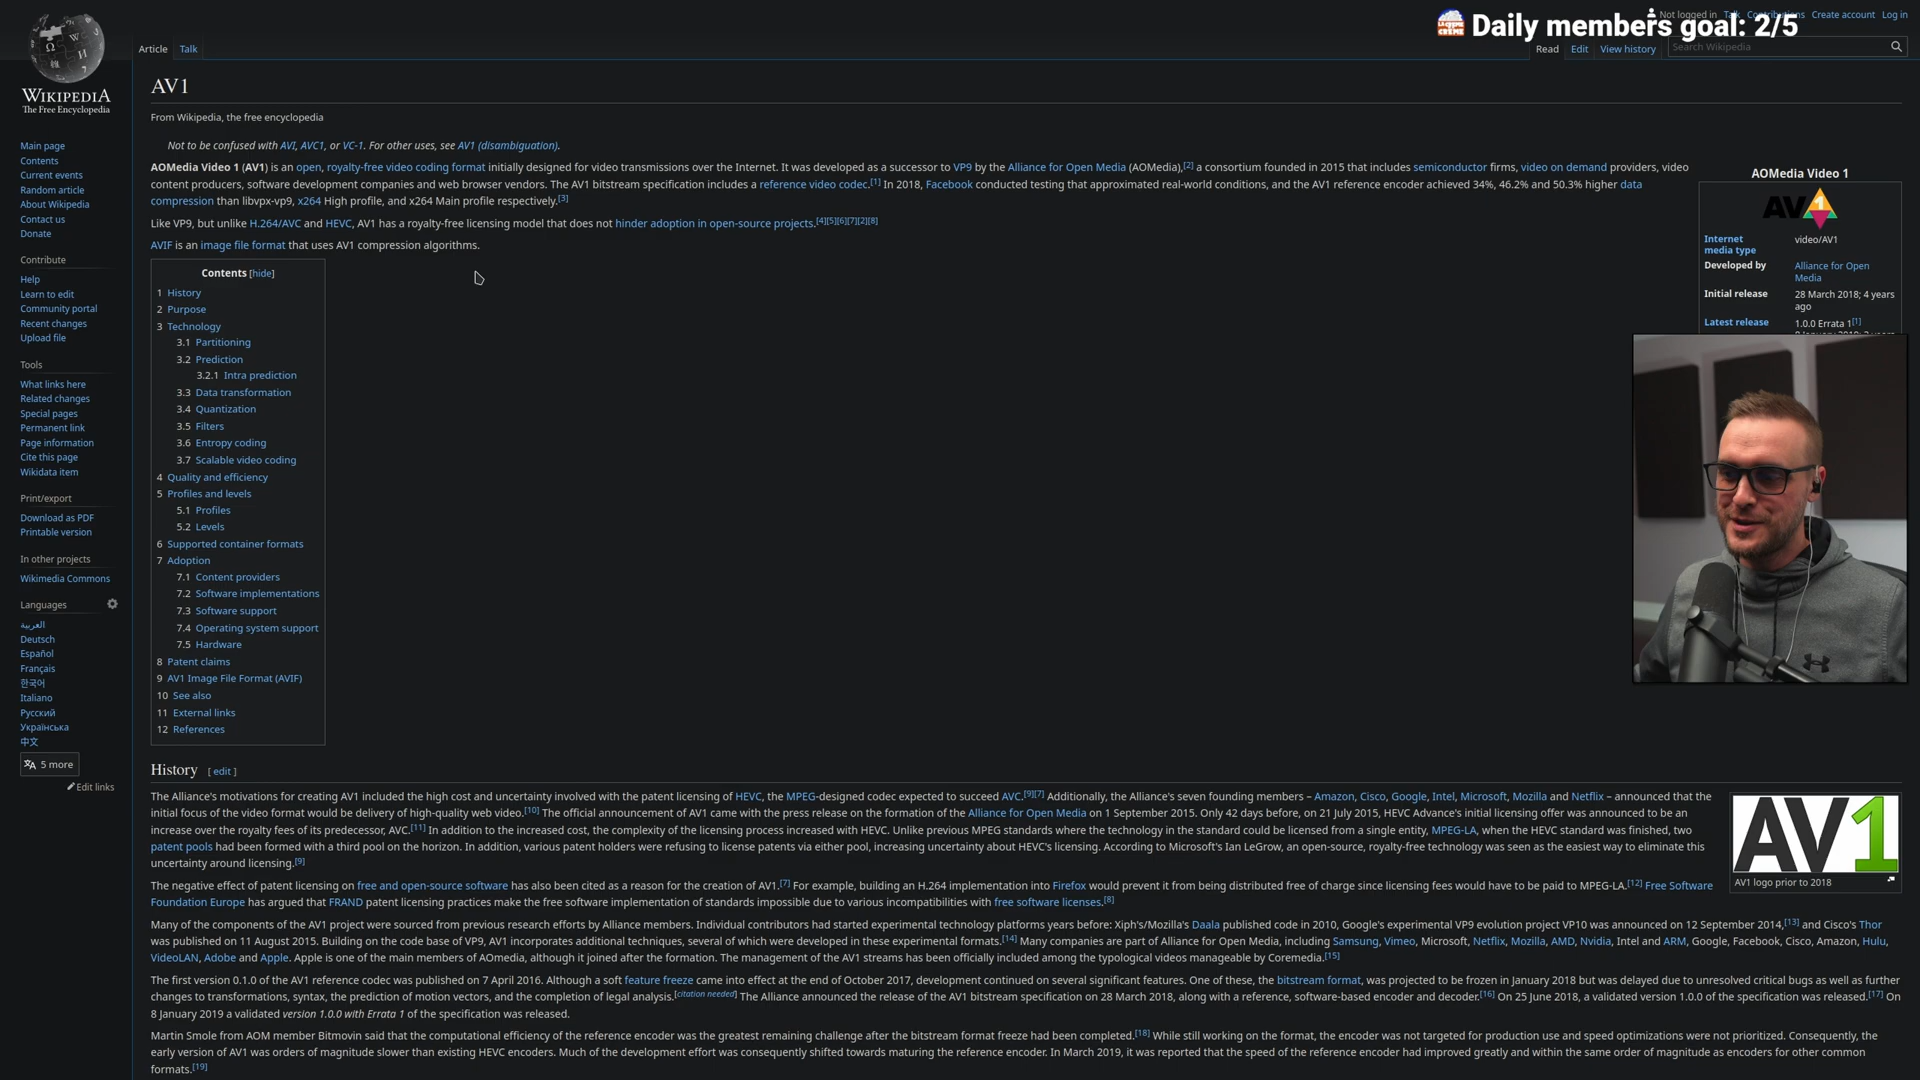 Daily members goal: 2/5
Not logged in Talk Contributions Create account Log in
WIKIPEDIA
The Free Encyclopedia
Article Talk
Read Edit View history Search Wikipedia
Main page
Contents
Current events
Random article
About Wikipedia
Contact us
Donate
Contribute
Help
Learn to edit
Community portal
Recent changes
Upload file
Tools
What links here
Related changes
Special pages
Permanent link
Page information
Cite this page
Wikidata item
Print/export
Download as PDF
Printable version
In other projects
Wikimedia Commons
Languages
العربية
Deutsch
Español
Français
한국어
Italiano
Русский
Українська
中文
5 more
Edit links
AV1
From Wikipedia, the free encyclopedia
Not to be confused with AVI, AVC1, or VC-1. For other uses, see AV1 (disambiguation).
AOMedia Video 1 (AV1) is an open, royalty-free video coding format initially designed for video transmissions over the Internet. It was developed as a successor to VP9 by the Alliance for Open Media (AOMedia),[2] a consortium founded in 2015 that includes semiconductor firms, video on demand providers, video
content producers, software development companies and web browser vendors. The AV1 bitstream specification includes a reference video codec.[1] In 2018, Facebook conducted testing that approximated real-world conditions, and the AV1 reference encoder achieved 34%, 46.2% and 50.3% higher data
compression than libvpx-vp9, x264 High profile, and x264 Main profile respectively.[3]
Like VP9, but unlike H.264/AVC and HEVC, AV1 has a royalty-free licensing model that does not hinder adoption in open-source projects.[4][5][6][7][2][8]
AVIF is an image file format that uses AV1 compression algorithms.
AOMedia Video 1
AV1
Internet media type video/AV1
Developed by Alliance for Open Media
Initial release 28 March 2018; 4 years ago
Latest release 1.0.0 Errata 1[1]
Contents [hide]
1 History
2 Purpose
3 Technology
3.1 Partitioning
3.2 Prediction
3.2.1 Intra prediction
3.3 Data transformation
3.4 Quantization
3.5 Filters
3.6 Entropy coding
3.7 Scalable video coding
4 Quality and efficiency
5 Profiles and levels
5.1 Profiles
5.2 Levels
6 Supported container formats
7 Adoption
7.1 Content providers
7.2 Software implementations
7.3 Software support
7.4 Operating system support
7.5 Hardware
8 Patent claims
9 AV1 Image File Format (AVIF)
10 See also
11 External links
12 References
History [ edit ]
The Alliance's motivations for creating AV1 included the high cost and uncertainty involved with the patent licensing of HEVC, the MPEG-designed codec expected to succeed AVC.[9][7] Additionally, the Alliance's seven founding members – Amazon, Cisco, Google, Intel, Microsoft, Mozilla and Netflix – announced that the
initial focus of the video format would be delivery of high-quality web video.[10] The official announcement of AV1 came with the press release on the formation of the Alliance for Open Media on 1 September 2015. Only 42 days before, on 21 July 2015, HEVC Advance's initial licensing offer was announced to be an
increase over the royalty fees of its predecessor, AVC.[11] In addition to the increased cost, the complexity of the licensing process increased with HEVC. Unlike previous MPEG standards where the technology in the standard could be licensed from a single entity, MPEG-LA, when the HEVC standard was finished, two
patent pools had been formed with a third pool on the horizon. In addition, various patent holders were refusing to license patents via either pool, increasing uncertainty about HEVC's licensing. According to Microsoft's Ian LeGrow, an open-source, royalty-free technology was seen as the easiest way to eliminate this
uncertainty around licensing.[9]
AV1
AV1 logo prior to 2018
The negative effect of patent licensing on free and open-source software has also been cited as a reason for the creation of AV1.[7] For example, building an H.264 implementation into Firefox would prevent it from being distributed free of charge since licensing fees would have to be paid to MPEG-LA.[12] Free Software
Foundation Europe has argued that FRAND patent licensing practices make the free software implementation of standards impossible due to various incompatibilities with free software licenses.[8]
Many of the components of the AV1 project were sourced from previous research efforts by Alliance members. Individual contributors had started experimental technology platforms years before: Xiph's/Mozilla's Daala published code in 2010, Google's experimental VP9 evolution project VP10 was announced on 12 September 2014,[13] and Cisco's Thor
was published on 11 August 2015. Building on the code base of VP9, AV1 incorporates additional techniques, several of which were developed in these experimental formats.[14] Many companies are part of Alliance for Open Media, including Samsung, Vimeo, Microsoft, Netflix, Mozilla, AMD, Nvidia, Intel and ARM, Google, Facebook, Cisco, Amazon, Hulu,
VideoLAN, Adobe and Apple. Apple is one of the main members of AOmedia, although it joined after the formation. The management of the AV1 streams has been officially included among the typological videos manageable by Coremedia.[15]
The first version 0.1.0 of the AV1 reference codec was published on 7 April 2016. Although a soft feature freeze came into effect at the end of October 2017, development continued on several significant features. One of these, the bitstream format, was projected to be frozen in January 2018 but was delayed due to unresolved critical bugs as well as further
changes to transformations, syntax, the prediction of motion vectors, and the completion of legal analysis.[citation needed] The Alliance announced the release of the AV1 bitstream specification on 28 March 2018, along with a reference, software-based encoder and decoder.[16] On 25 June 2018, a validated version 1.0.0 of the specification was released.[17] On
8 January 2019 a validated version 1.0.0 with Errata 1 of the specification was released.
Martin Smole from AOM member Bitmovin said that the computational efficiency of the reference encoder was the greatest remaining challenge after the bitstream format freeze had been completed.[18] While still working on the format, the encoder was not targeted for production use and speed optimizations were not prioritized. Consequently, the
early version of AV1 was orders of magnitude slower than existing HEVC encoders. Much of the development effort was consequently shifted towards maturing the reference encoder. In March 2019, it was reported that the speed of the reference encoder had improved greatly and within the same order of magnitude as encoders for other common
formats.[19]